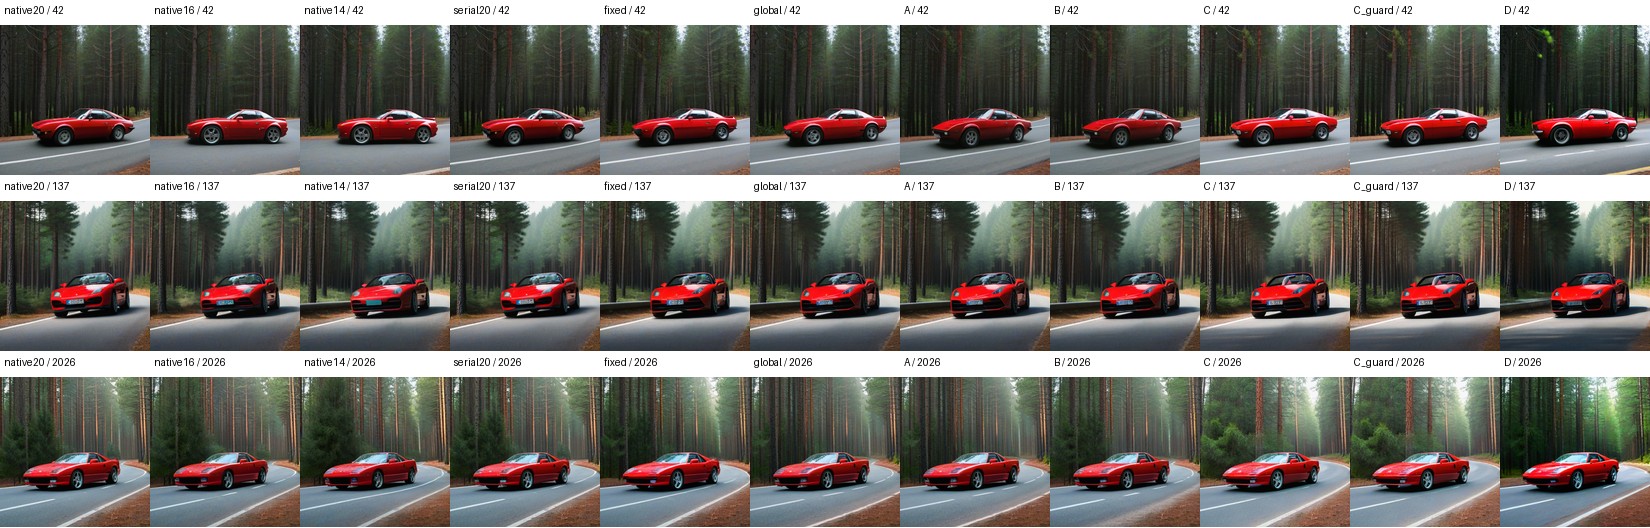 native20 / 42 native16 / 42 native14 / 42 serial20 / 42 fixed / 42 global / 42 A / 42 B / 42 C / 42 C_guard / 42 D / 42
native20 / 137 native16 / 137 native14 / 137 serial20 / 137 fixed / 137 global / 137 A / 137 B / 137 C / 137 C_guard / 137 D / 137
native20 / 2026 native16 / 2026 native14 / 2026 serial20 / 2026 fixed / 2026 global / 2026 A / 2026 B / 2026 C / 2026 C_guard / 2026 D / 2026